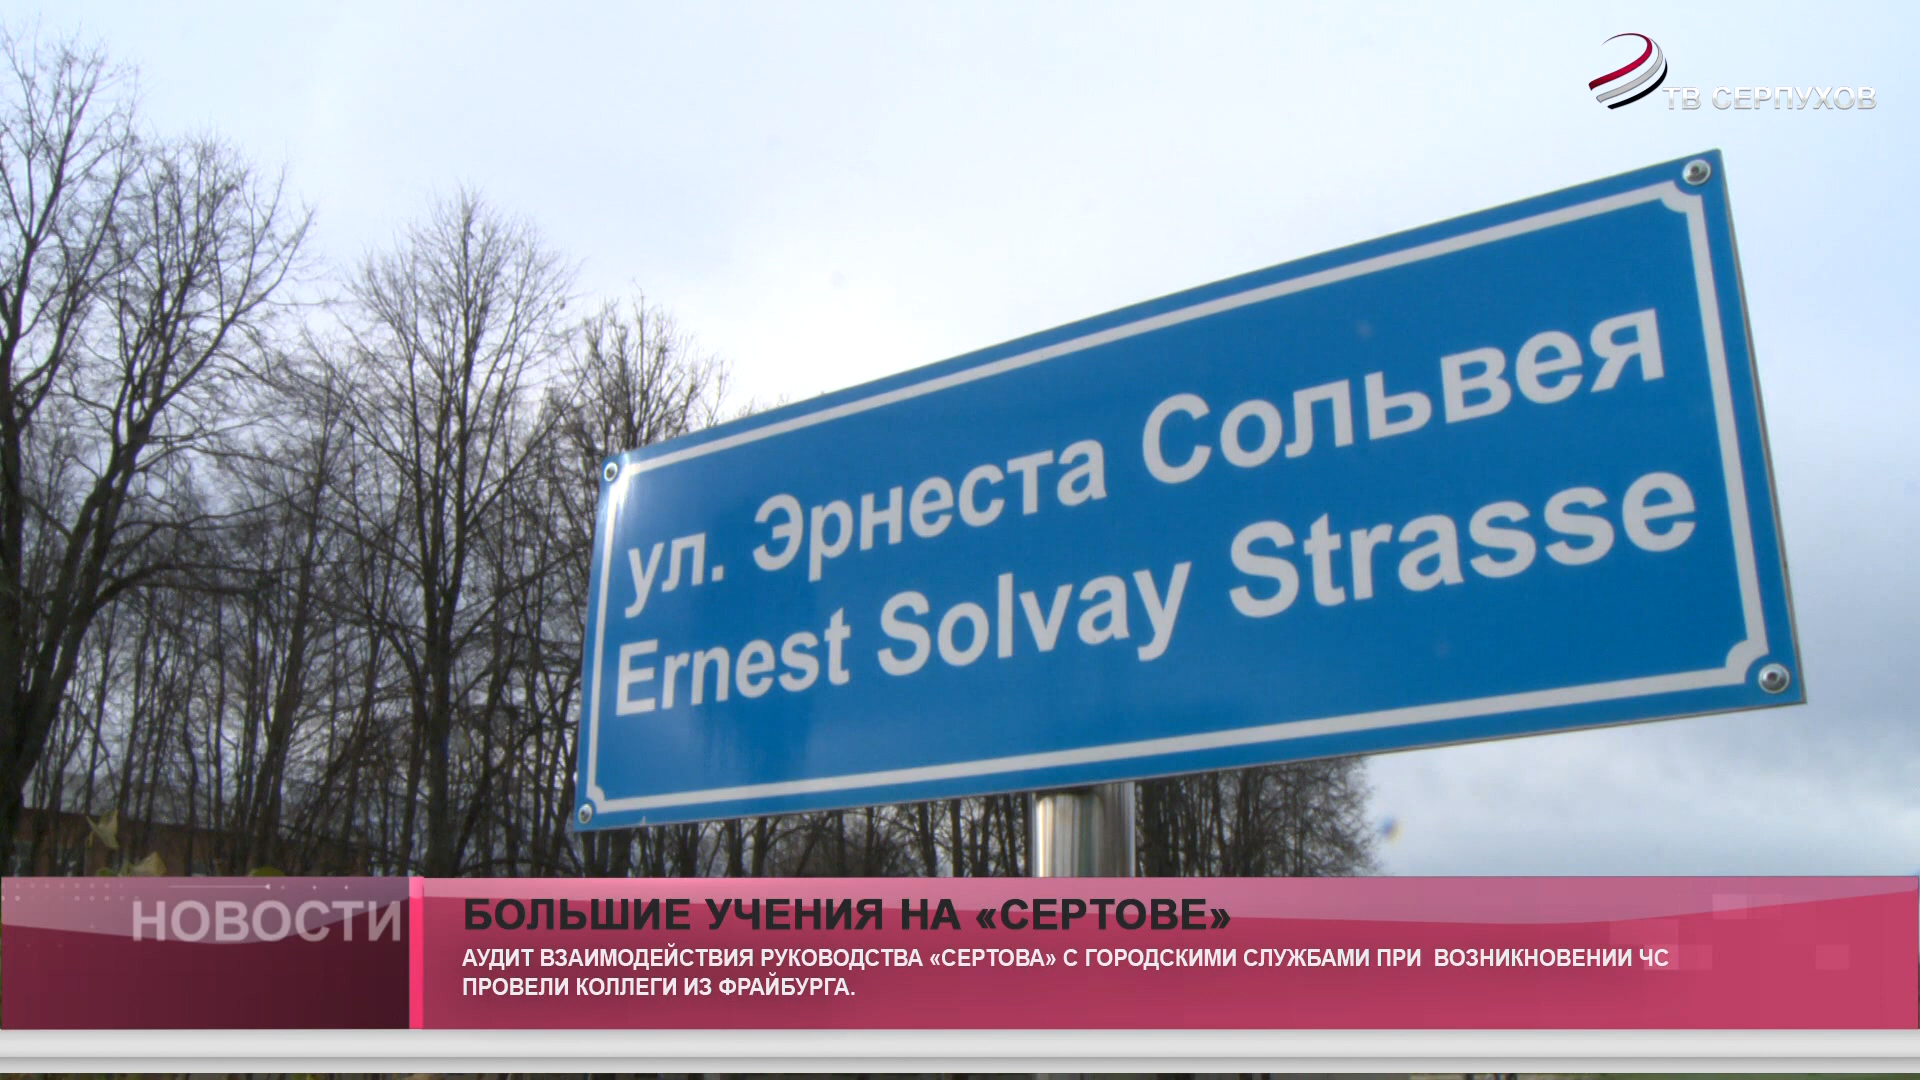 ТВ СЕРПУХОВ
ул. Эрнеста Сольвея
Ernest Solvay Strasse
НОВОСТИ
БОЛЬШИЕ УЧЕНИЯ НА «СЕРТОВЕ»
АУДИТ ВЗАИМОДЕЙСТВИЯ РУКОВОДСТВА «СЕРТОВА» С ГОРОДСКИМИ СЛУЖБАМИ ПРИ ВОЗНИКНОВЕНИИ ЧС
ПРОВЕЛИ КОЛЛЕГИ ИЗ ФРАЙБУРГА.